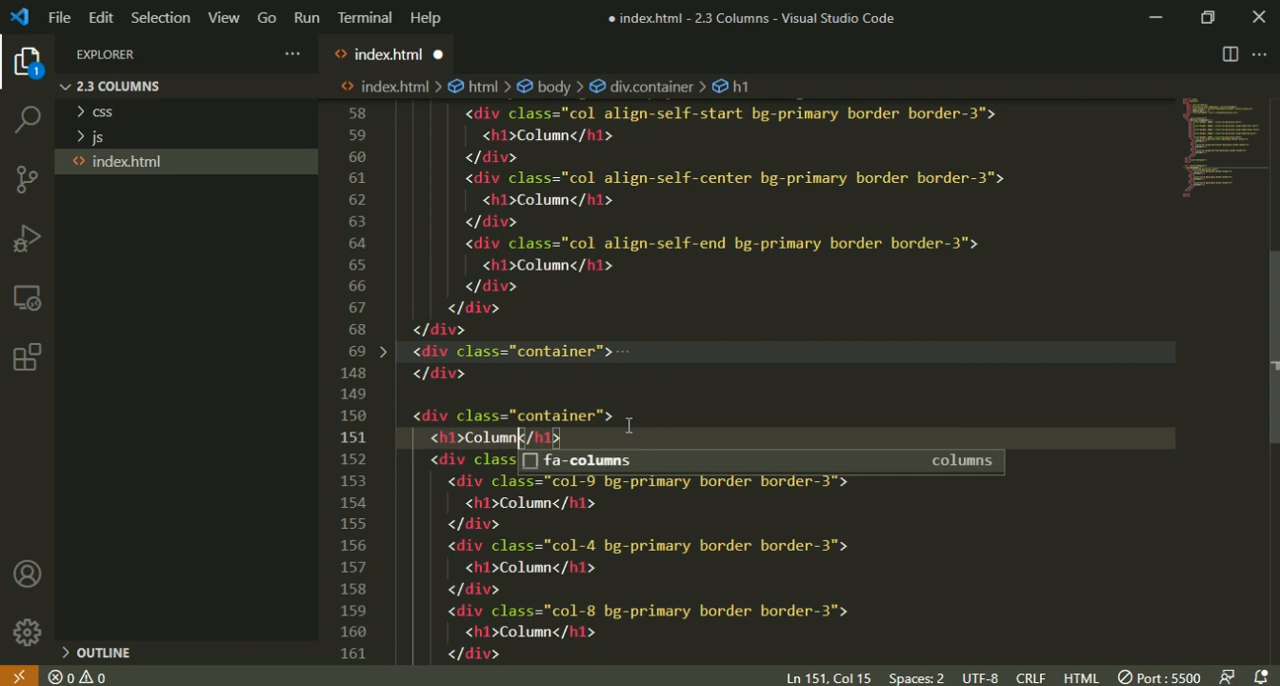 File Edit Selection View Go Run Terminal Help
● index.html - 2.3 Columns - Visual Studio Code
EXPLORER ···
<> index.html ●
1
2.3 COLUMNS
<> index.html > html > body > div.container > h1
css
js
<> index.html
58 <div class="col align-self-start bg-primary border border-3">
59 <h1>Column</h1>
60 </div>
61 <div class="col align-self-center bg-primary border border-3">
62 <h1>Column</h1>
63 </div>
64 <div class="col align-self-end bg-primary border border-3">
65 <h1>Column</h1>
66 </div>
67 </div>
68 </div>
69 > <div class="container">···
148 </div>
149
150 <div class="container">
151 <h1>Column</h1>
152 <div class
fa-columns columns
153 <div class="col-9 bg-primary border border-3">
154 <h1>Column</h1>
155 </div>
156 <div class="col-4 bg-primary border border-3">
157 <h1>Column</h1>
158 </div>
159 <div class="col-8 bg-primary border border-3">
160 <h1>Column</h1>
161 </div>
OUTLINE
0 0
Ln 151, Col 15 Spaces: 2 UTF-8 CRLF HTML Port : 5500